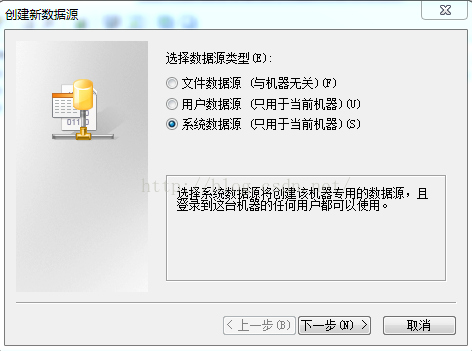 创建新数据源
选择数据源类型(E):
文件数据源 (与机器无关)(F)
用户数据源 (只用于当前机器)(U)
系统数据源 (只用于当前机器)(S)
选择系统数据源将创建该机器专用的数据源，且
登录到这台机器的任何用户都可以使用。
< 上一步(B)
下一步(N) >
取消